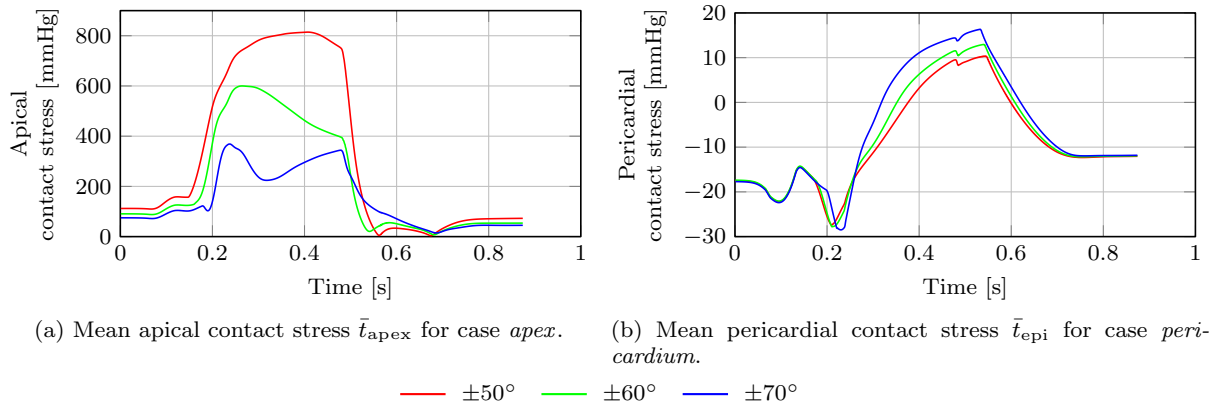 Apical
contact stress [mmHg]
800
600
400
200
0
0 0.2 0.4 0.6 0.8 1
Time [s]
Pericardial
contact stress [mmHg]
20
10
0
−10
−20
−30
0 0.2 0.4 0.6 0.8 1
Time [s]
(a) Mean apical contact stress t̄apex for case apex.
(b) Mean pericardial contact stress t̄epi for case peri-
cardium.
±50° ±60° ±70°